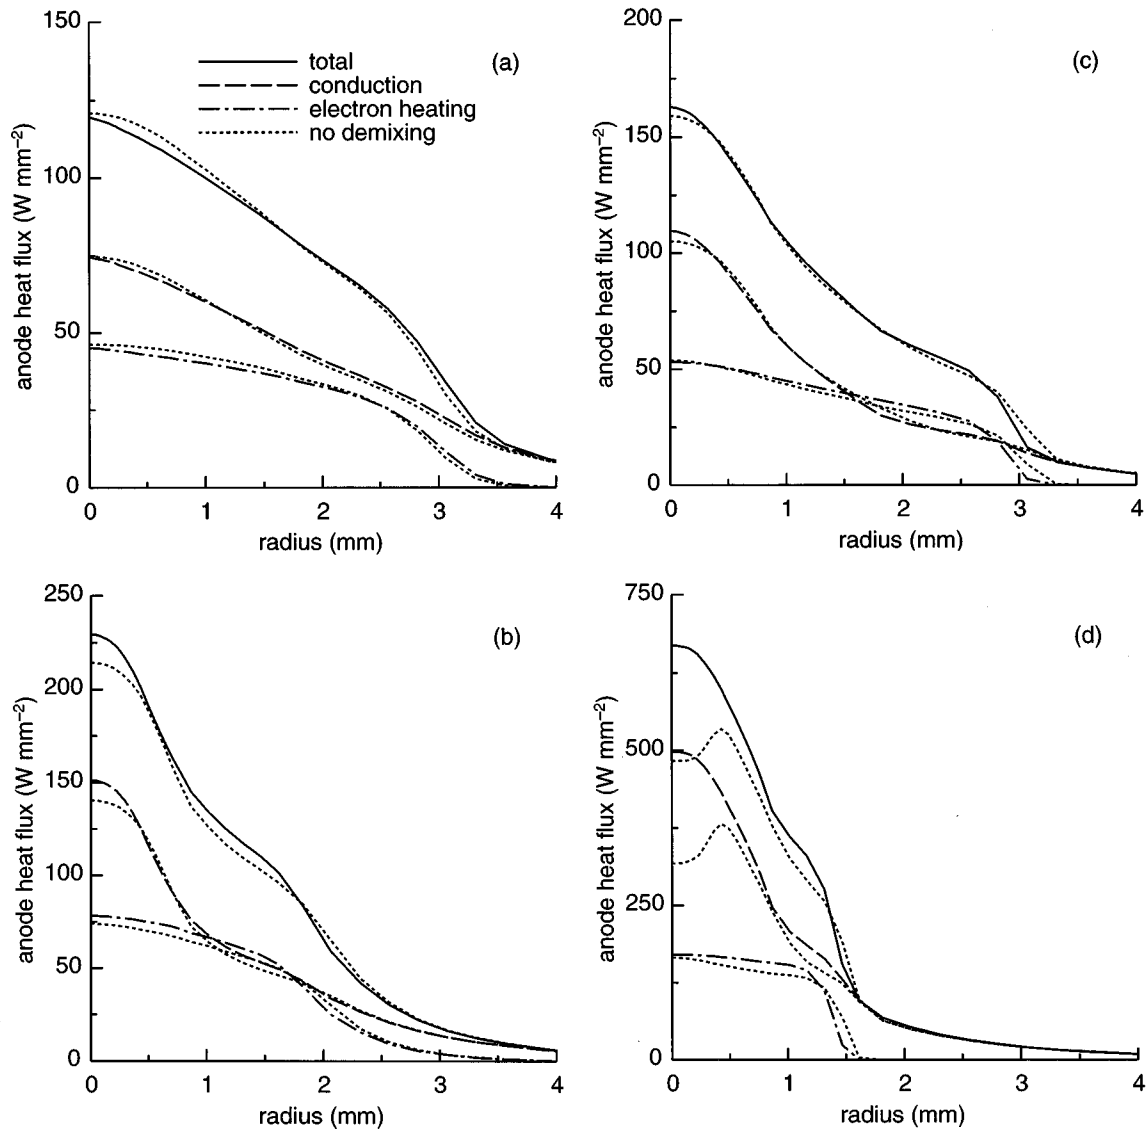 150
100
50
0
anode heat flux (W mm⁻²)
total
conduction
electron heating
no demixing
(a)
0 1 2 3 4
radius (mm)
200
150
100
50
0
anode heat flux (W mm⁻²)
(c)
0 1 2 3 4
radius (mm)
250
200
150
100
50
0
anode heat flux (W mm⁻²)
(b)
0 1 2 3 4
radius (mm)
750
500
250
0
anode heat flux (W mm⁻²)
(d)
0 1 2 3 4
radius (mm)